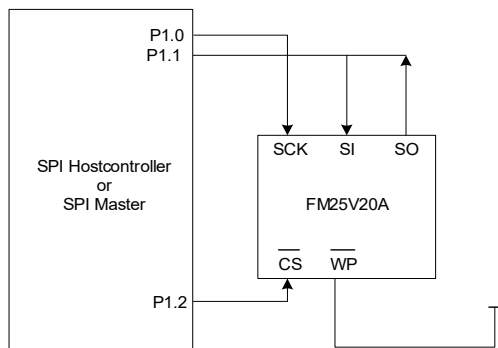 P1.0
P1.1
SCK SI SO
SPI Hostcontroller
or
SPI Master
FM25V20A
CS WP
P1.2